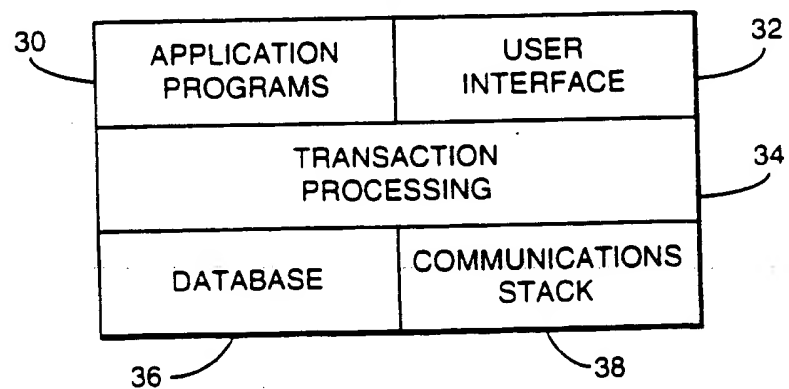 30
APPLICATION
PROGRAMS
USER
INTERFACE
32
TRANSACTION
PROCESSING
34
DATABASE
COMMUNICATIONS
STACK
36
38